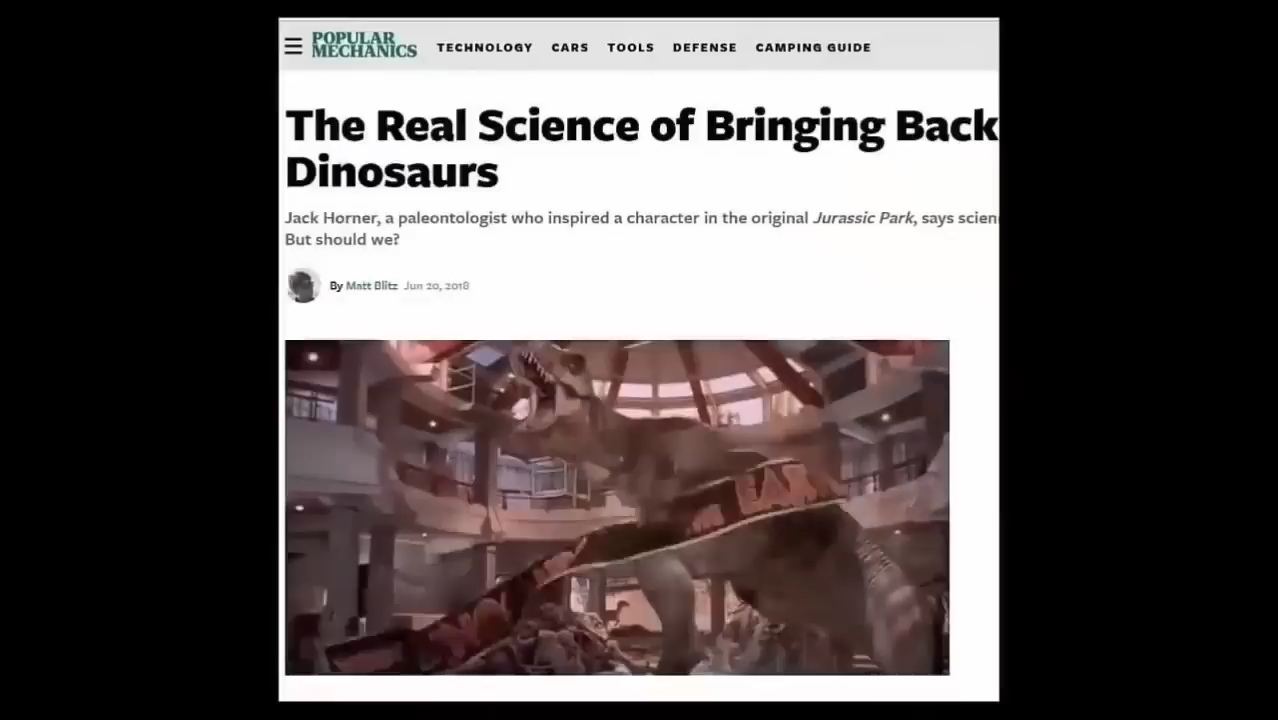 POPULAR
MECHANICS
TECHNOLOGY CARS TOOLS DEFENSE CAMPING GUIDE
The Real Science of Bringing Back
Dinosaurs
Jack Horner, a paleontologist who inspired a character in the original Jurassic Park, says scien
But should we?
By Matt Blitz Jun 20, 2018